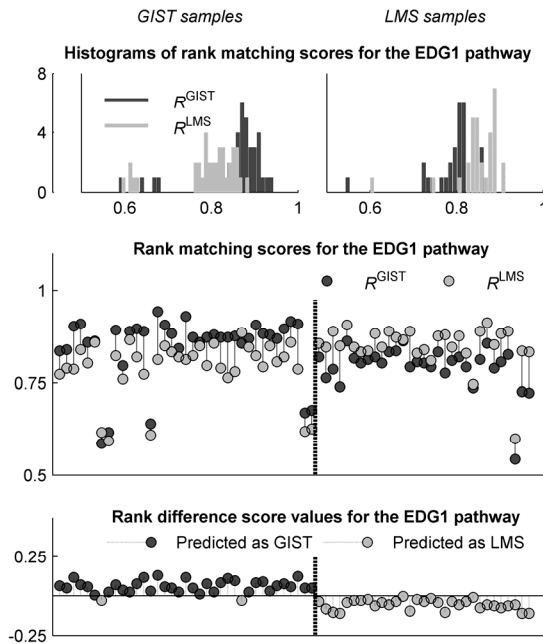 GIST samples LMS samples
Histograms of rank matching scores for the EDG1 pathway
8
4
0
R^GIST
R^LMS
0.6 0.8 1 0.6 0.8 1
Rank matching scores for the EDG1 pathway
R^GIST R^LMS
1
0.75
0.5
Rank difference score values for the EDG1 pathway
0.25
Predicted as GIST Predicted as LMS
-0.25